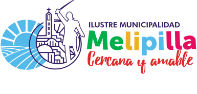 ILUSTRE MUNICIPALIDAD
Melipilla
Cercana y amable